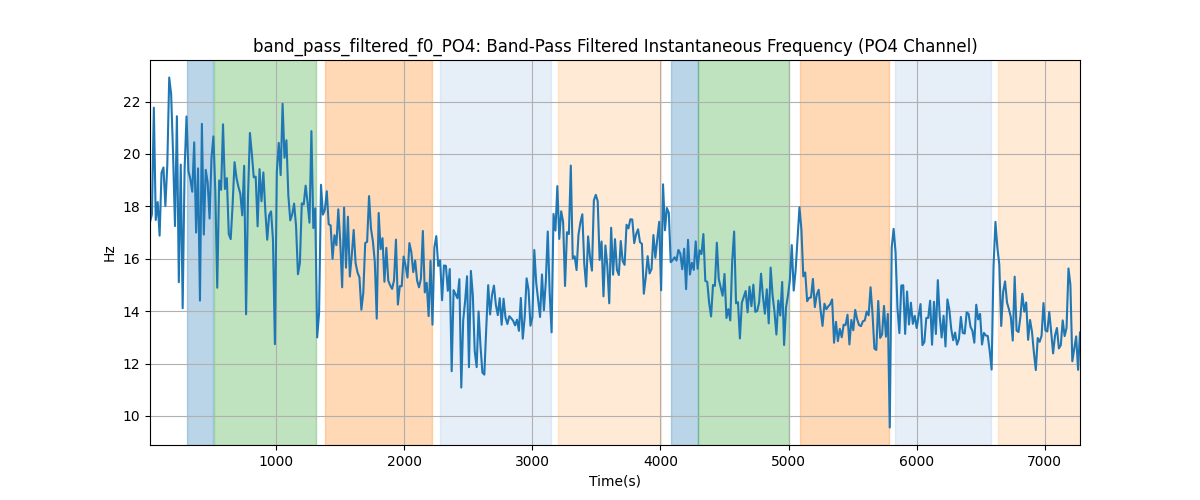 band_pass_filtered_f0_PO4: Band-Pass Filtered Instantaneous Frequency (PO4 Channel)
22
20
18
16
14
12
10
Hz
1000 2000 3000 4000 5000 6000 7000
Time(s)